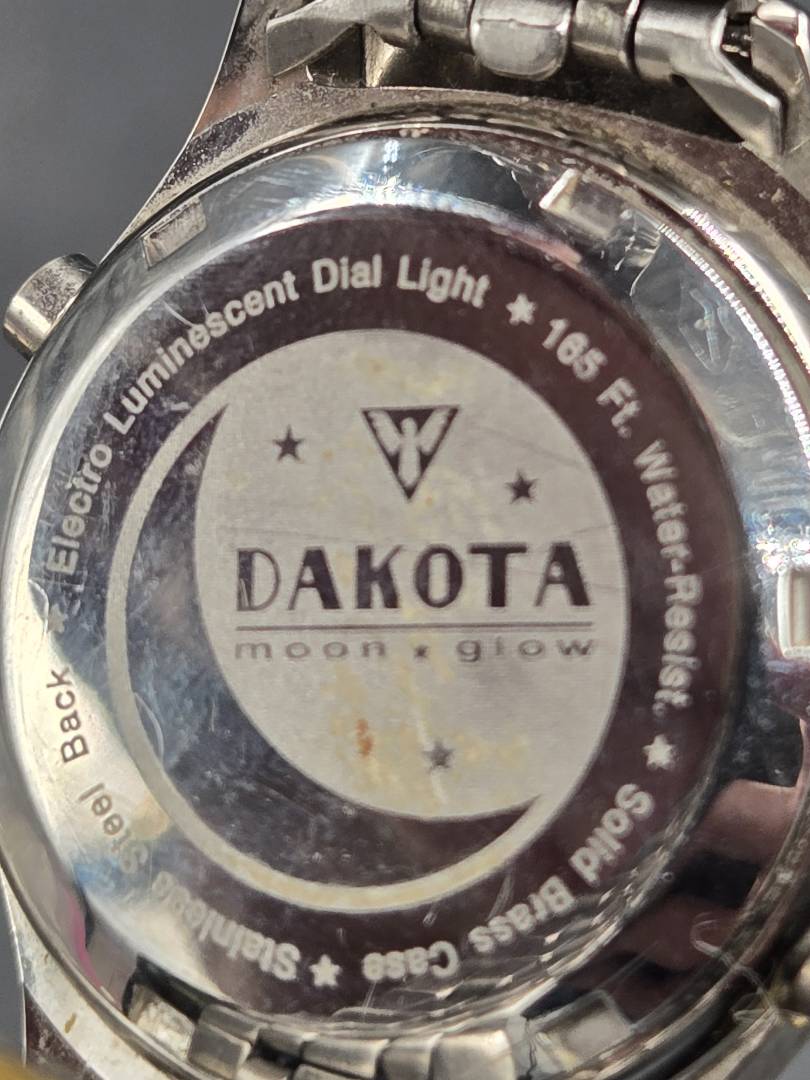 Electro Luminescent Dial Light ★ 165 Ft. Water-Resist. ★ Solid Brass Case ★ Stainless Steel Back ★
DAKOTA
moon ★ glow